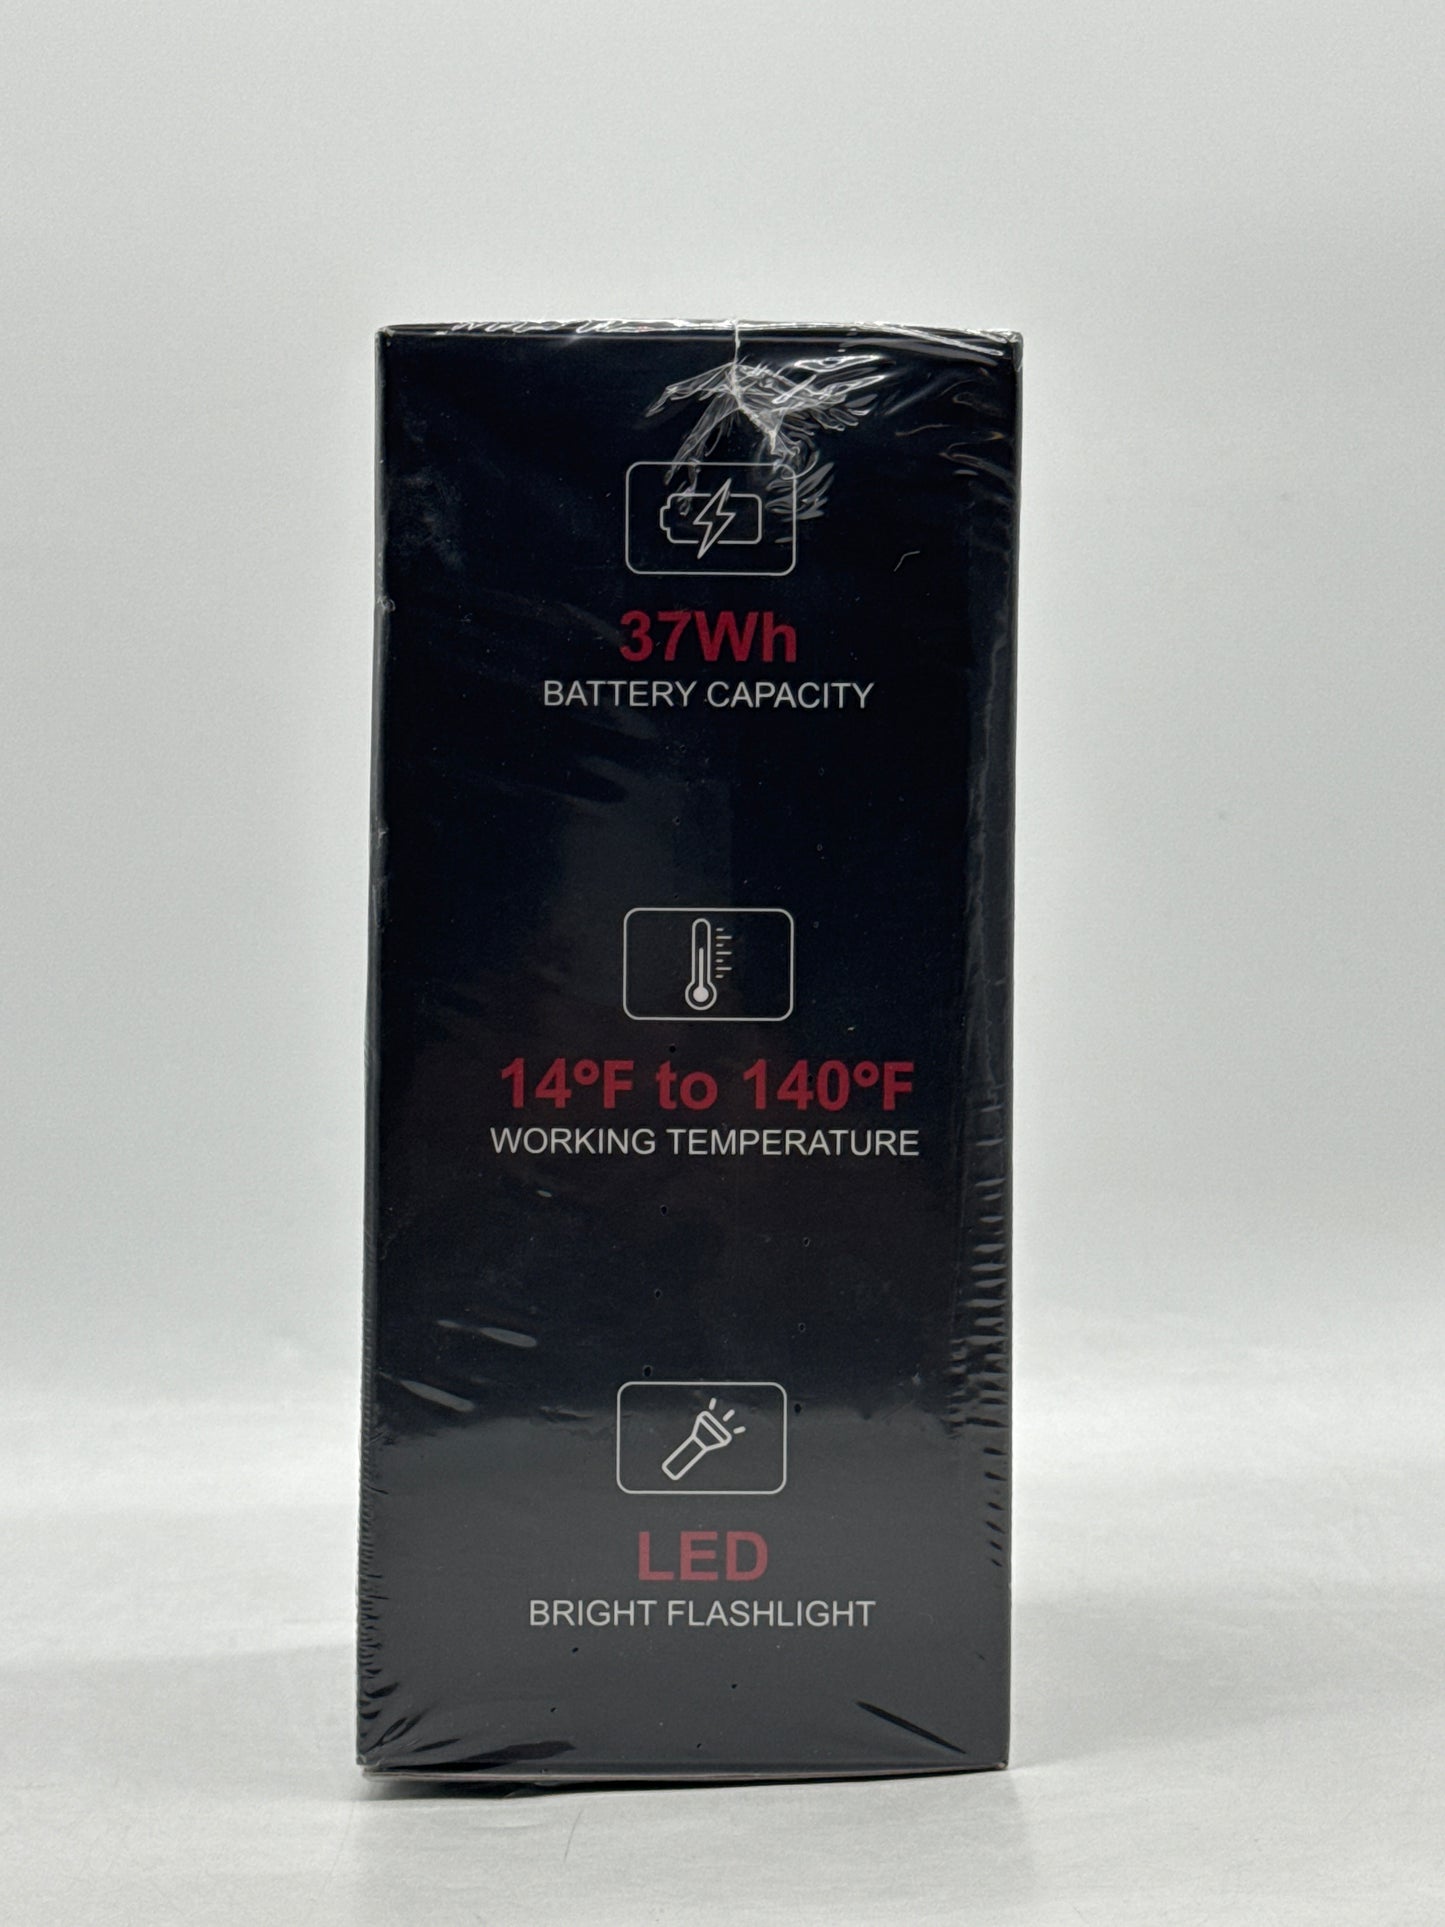 37Wh
BATTERY CAPACITY
14°F to 140°F
WORKING TEMPERATURE
LED
BRIGHT FLASHLIGHT